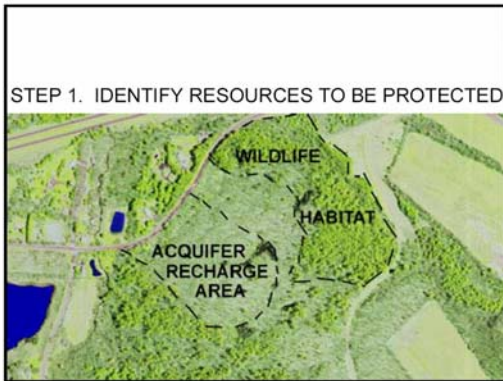 STEP 1. IDENTIFY RESOURCES TO BE PROTECTED
WILDLIFE
HABITAT
ACQUIFER
RECHARGE
AREA